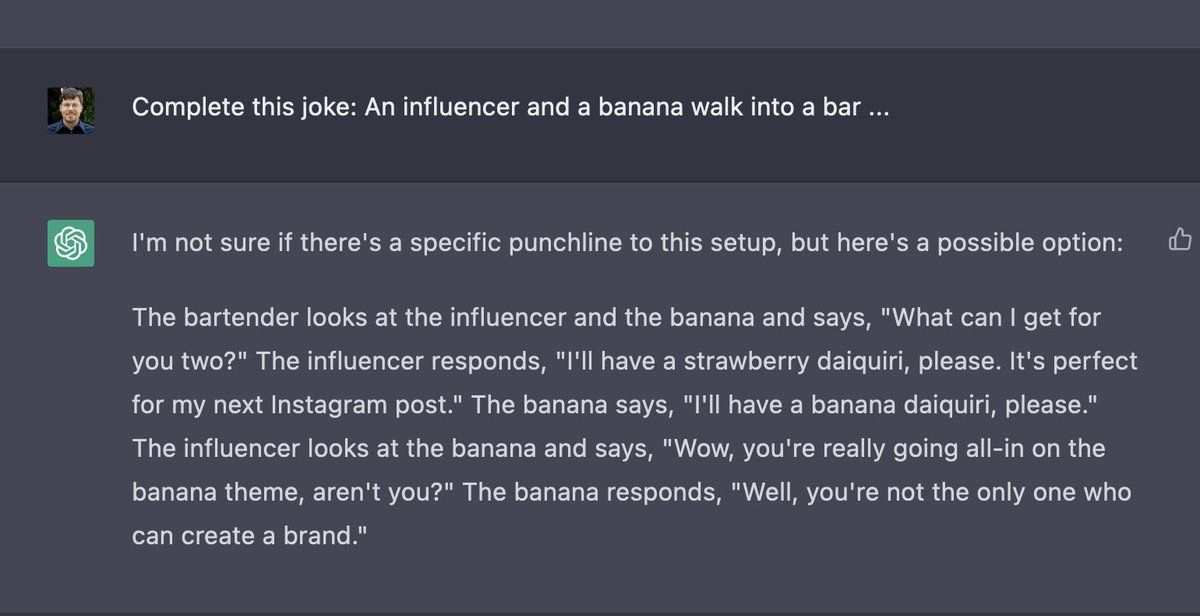 Complete this joke: An influencer and a banana walk into a bar ...
I'm not sure if there's a specific punchline to this setup, but here's a possible option:
The bartender looks at the influencer and the banana and says, "What can I get for
you two?" The influencer responds, "I'll have a strawberry daiquiri, please. It's perfect
for my next Instagram post." The banana says, "I'll have a banana daiquiri, please."
The influencer looks at the banana and says, "Wow, you're really going all-in on the
banana theme, aren't you?" The banana responds, "Well, you're not the only one who
can create a brand."